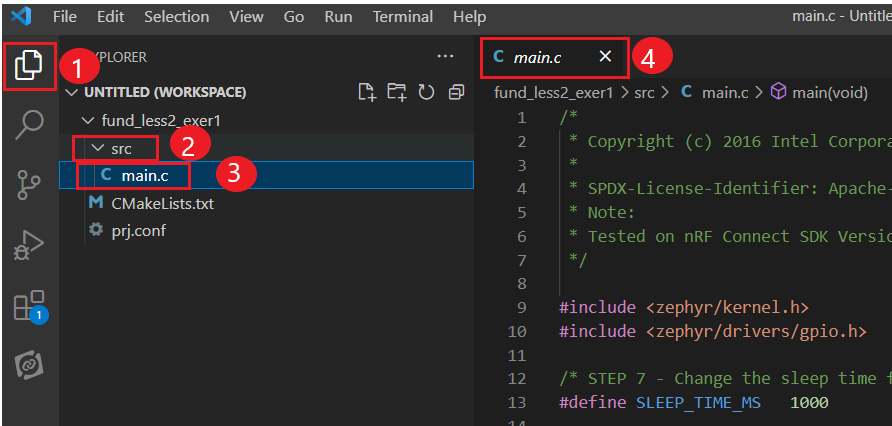 File Edit Selection View Go Run Terminal Help
main.c - Untitle
1
EXPLORER
...
UNTITLED (WORKSPACE)
fund_less2_exer1
2
src
3
C main.c
M CMakeLists.txt
prj.conf
1
4
C main.c ×
fund_less2_exer1 > src > C main.c > main(void)
1 /*
2 * Copyright (c) 2016 Intel Corpora
3 *
4 * SPDX-License-Identifier: Apache-
5 * Note:
6 * Tested on nRF Connect SDK Versio
7 */
8
9 #include <zephyr/kernel.h>
10 #include <zephyr/drivers/gpio.h>
11
12 /* STEP 7 - Change the sleep time f
13 #define SLEEP_TIME_MS 1000
14